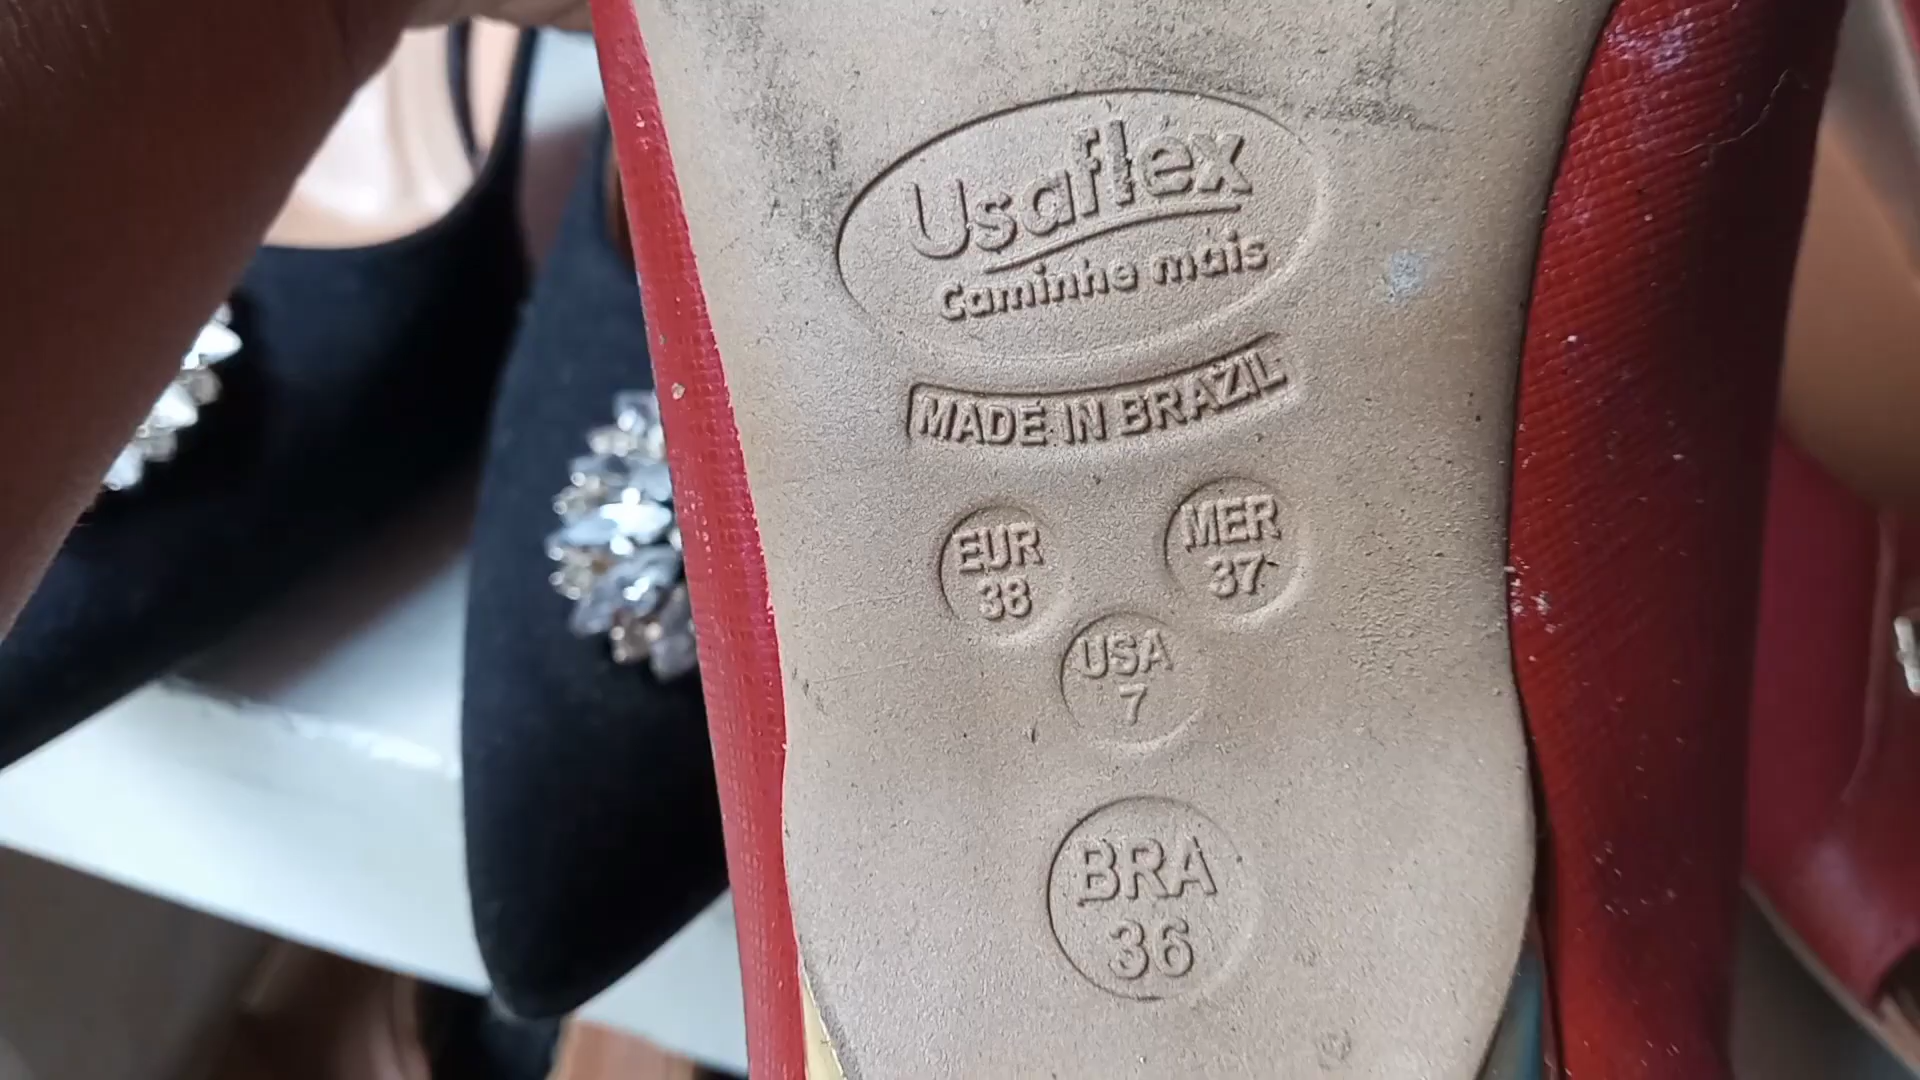 Usaflex
Caminhe mais
MADE IN BRAZIL
EUR
38
MER
37
USA
7
BRA
36